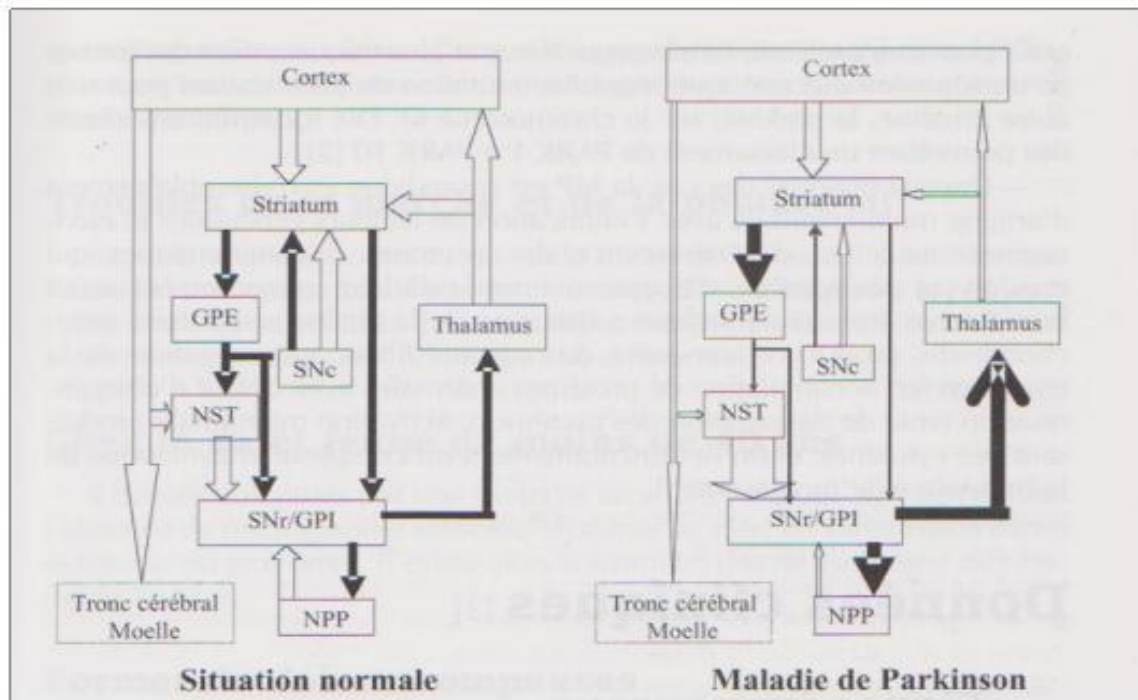 Cortex
Striatum
GPE
SNc
Thalamus
NST
SNr/GPI
Tronc cérébral
Moelle
NPP
Situation normale
Cortex
Striatum
GPE
SNc
Thalamus
NST
SNr/GPI
Tronc cérébral
Moelle
NPP
Maladie de Parkinson